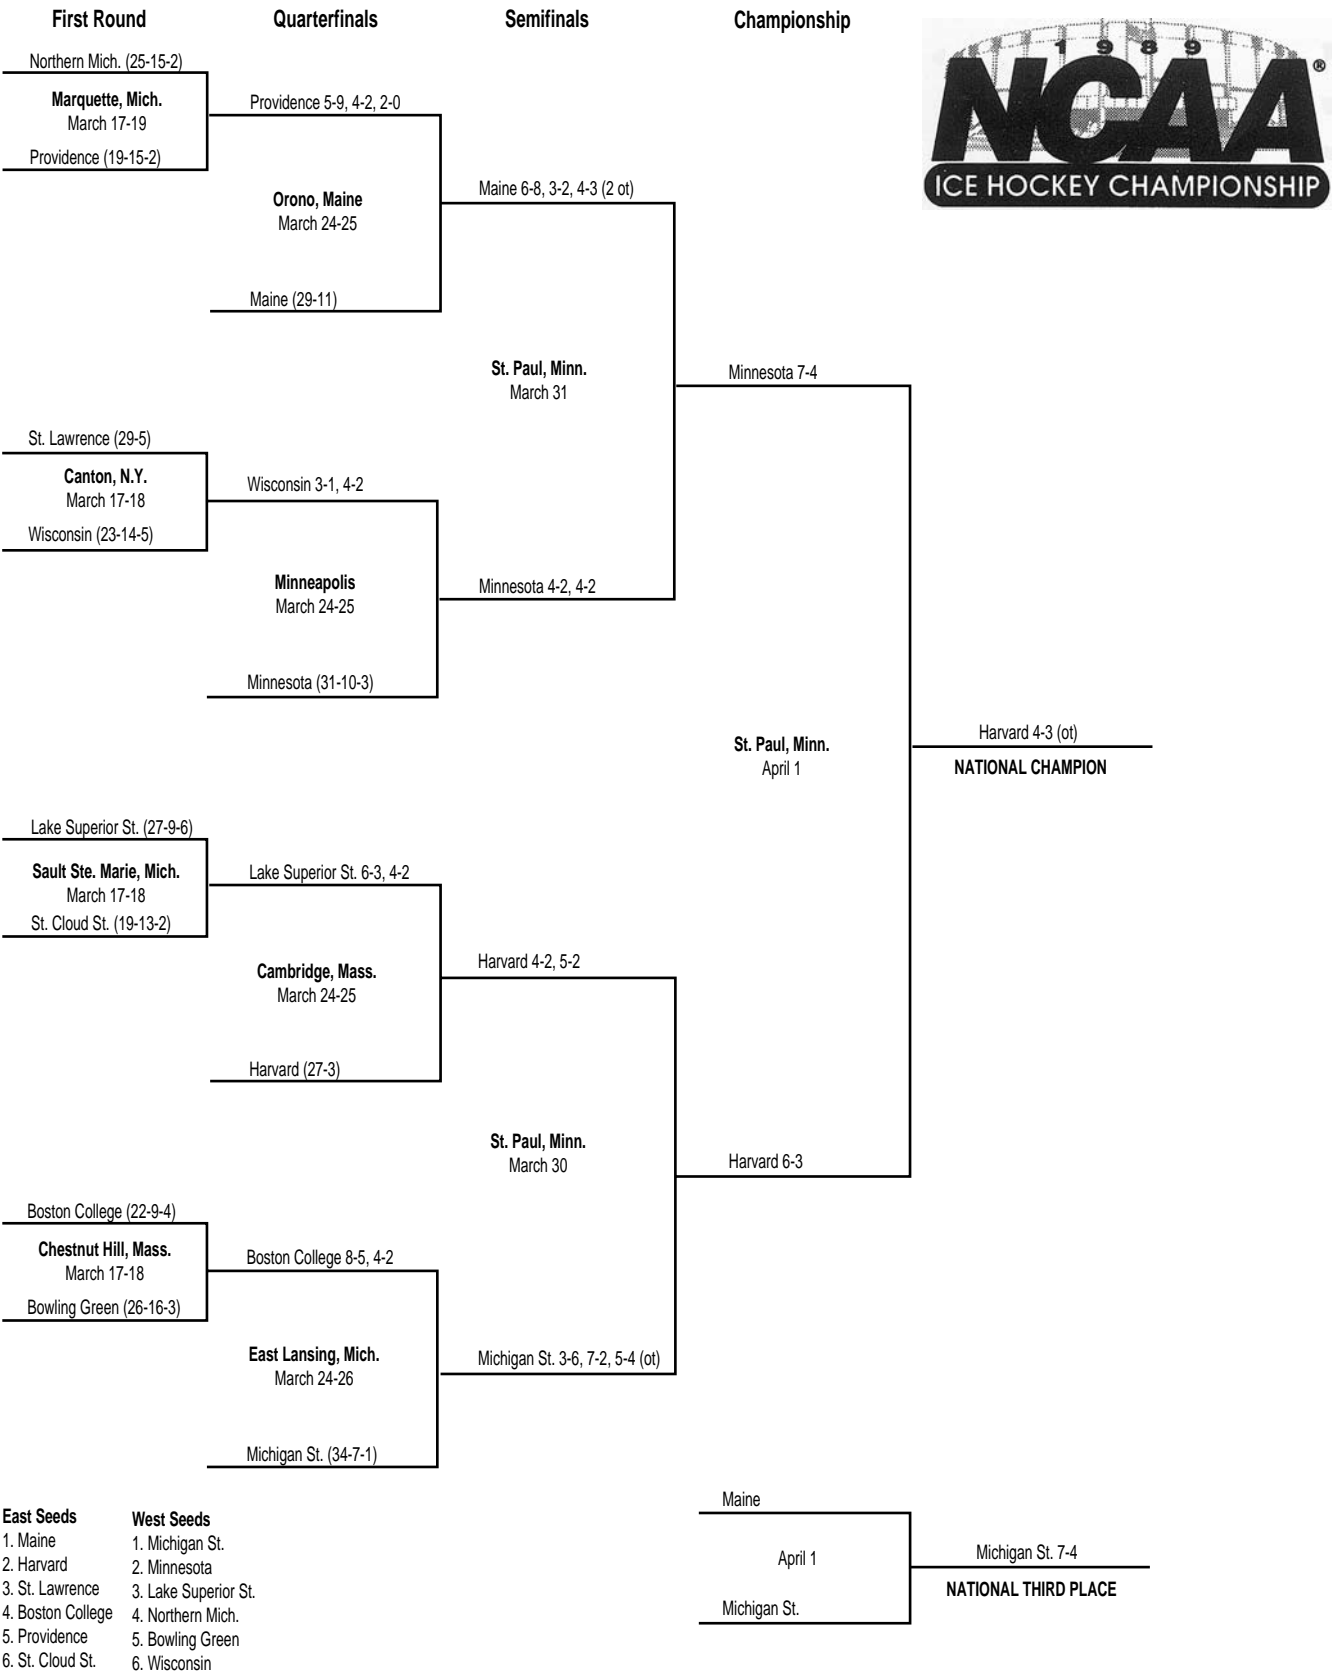 First Round
Quarterfinals
Semifinals
Championship
1989
NCAA®
ICE HOCKEY CHAMPIONSHIP
Northern Mich. (25-15-2)
Marquette, Mich.
March 17-19
Providence (19-15-2)
Providence 5-9, 4-2, 2-0
Orono, Maine
March 24-25
Maine (29-11)
Maine 6-8, 3-2, 4-3 (2 ot)
St. Paul, Minn.
March 31
Minnesota 7-4
St. Lawrence (29-5)
Canton, N.Y.
March 17-18
Wisconsin (23-14-5)
Wisconsin 3-1, 4-2
Minneapolis
March 24-25
Minnesota (31-10-3)
Minnesota 4-2, 4-2
St. Paul, Minn.
April 1
Harvard 4-3 (ot)
NATIONAL CHAMPION
Lake Superior St. (27-9-6)
Sault Ste. Marie, Mich.
March 17-18
St. Cloud St. (19-13-2)
Lake Superior St. 6-3, 4-2
Cambridge, Mass.
March 24-25
Harvard (27-3)
Harvard 4-2, 5-2
St. Paul, Minn.
March 30
Harvard 6-3
Boston College (22-9-4)
Chestnut Hill, Mass.
March 17-18
Bowling Green (26-16-3)
Boston College 8-5, 4-2
East Lansing, Mich.
March 24-26
Michigan St. (34-7-1)
Michigan St. 3-6, 7-2, 5-4 (ot)
Maine
April 1
Michigan St.
Michigan St. 7-4
NATIONAL THIRD PLACE
East Seeds
1. Maine
2. Harvard
3. St. Lawrence
4. Boston College
5. Providence
6. St. Cloud St.
West Seeds
1. Michigan St.
2. Minnesota
3. Lake Superior St.
4. Northern Mich.
5. Bowling Green
6. Wisconsin